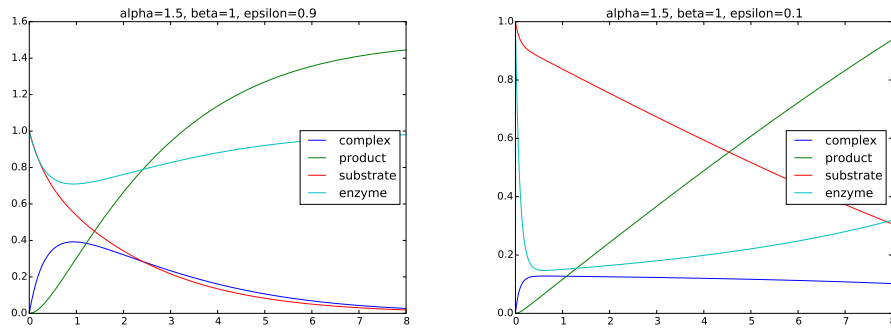 alpha=1.5, beta=1, epsilon=0.9
1.6
1.4
1.2
1.0
0.8
0.6
0.4
0.2
0.0
0 1 2 3 4 5 6 7 8
complex
product
substrate
enzyme
alpha=1.5, beta=1, epsilon=0.1
1.0
0.8
0.6
0.4
0.2
0.0
0 1 2 3 4 5 6 7
complex
product
substrate
enzyme